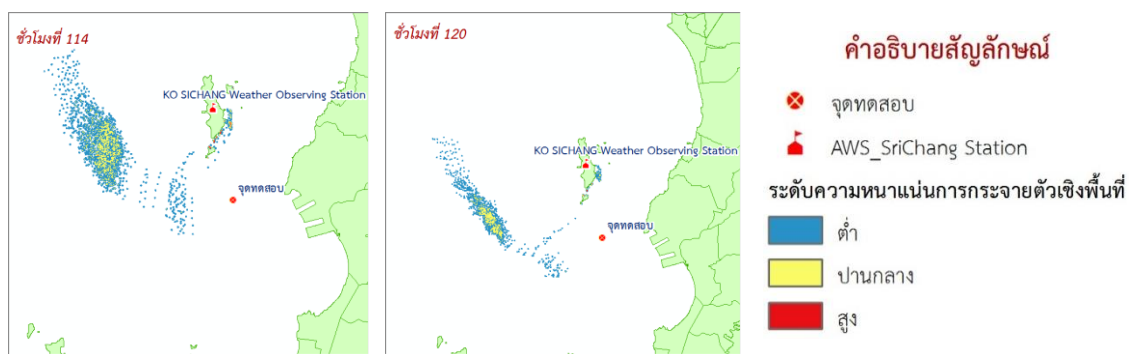 ชั่วโมงที่ 114
KO SICHANG Weather Observing Station
จุดทดสอบ
ชั่วโมงที่ 120
KO SICHANG Weather Observing Station
จุดทดสอบ
คำอธิบายสัญลักษณ์
จุดทดสอบ
AWS_SriChang Station
ระดับความหนาแน่นการกระจายตัวเชิงพื้นที่
ต่ำ
ปานกลาง
สูง